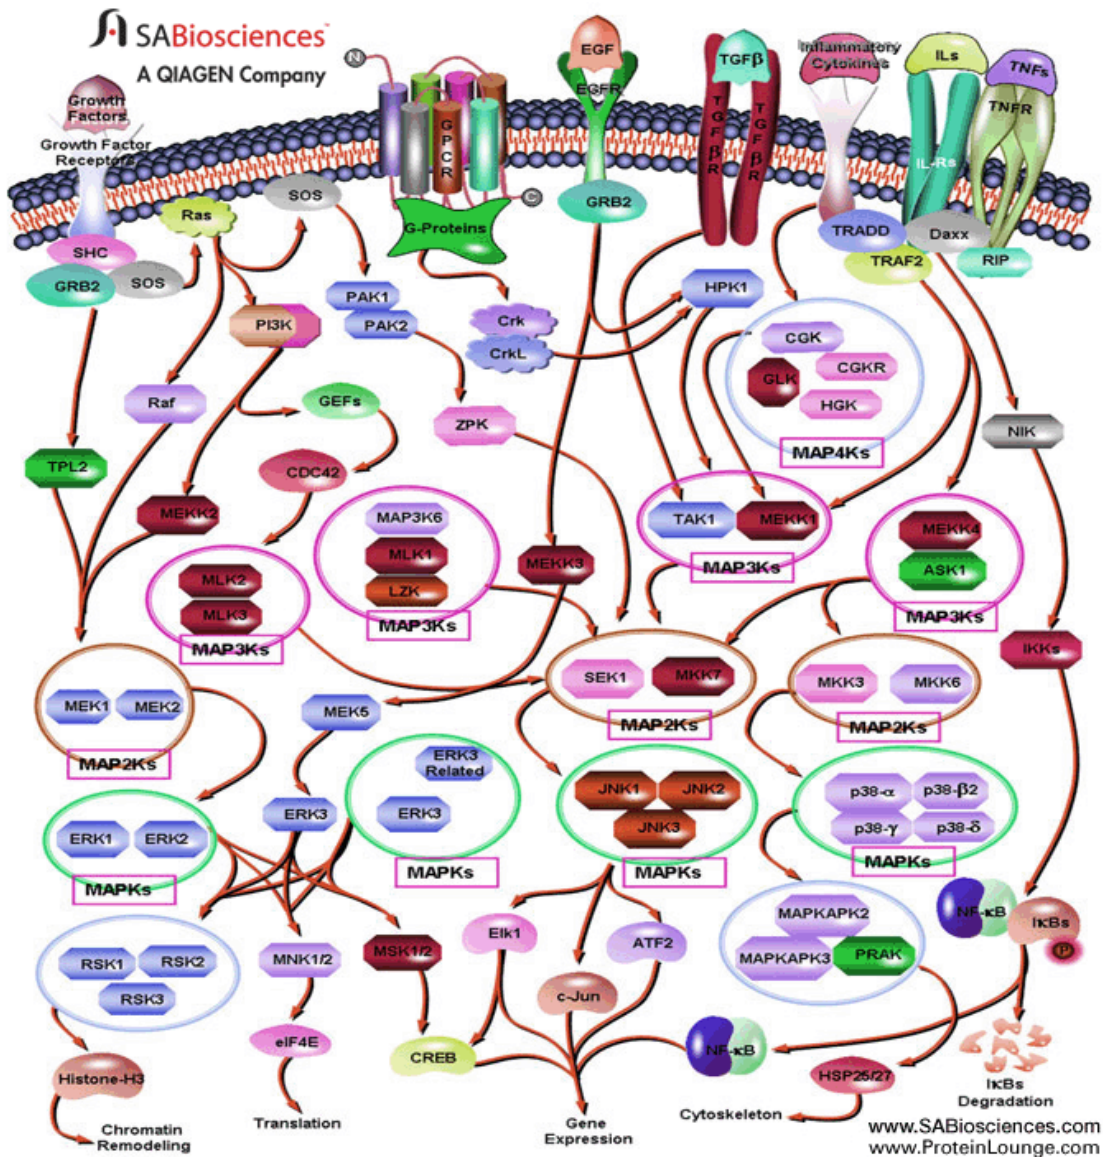 SABiosciences™
A QIAGEN Company
N
EGF
EGFR
TGFβ
TGFβR
TGFβR
Inflammatory
Cytokines
ILs
TNFs
TNFR
IL-Rs
Growth
Factors
Growth Factor
Receptors
GPCR
C
SOS
Ras
GRB2
G-Proteins
TRADD
Daxx
TRAF2
RIP
SHC
GRB2
SOS
PAK1
PAK2
HPK1
PI3K
Crk
CrkL
CGK
CGKR
GLK
HGK
MAP4Ks
Raf
GEFs
ZPK
NIK
TPL2
CDC42
MEKK2
MAP3K6
MLK1
LZK
MAP3Ks
TAK1
MEKK1
MAP3Ks
MEKK4
ASK1
MAP3Ks
MEKK3
MLK2
MLK3
MAP3Ks
IKKs
SEK1
MKK7
MAP2Ks
MKK3
MKK6
MAP2Ks
MEK1
MEK2
MAP2Ks
MEK5
ERK3
Related
ERK3
MAPKs
ERK3
JNK1
JNK2
JNK3
MAPKs
p38-α
p38-β2
p38-γ
p38-δ
MAPKs
ERK1
ERK2
MAPKs
NF-κB
IκBs
P
Elk1
ATF2
MAPKAPK2
MAPKAPK3
PRAK
RSK1
RSK2
RSK3
MNK1/2
MSK1/2
c-Jun
eIF4E
CREB
NF-κB
HSP25/27
Histone-H3
IκBs
Degradation
Translation
Cytoskeleton
Gene
Expression
Chromatin
Remodeling
www.SABiosciences.com
www.ProteinLounge.com